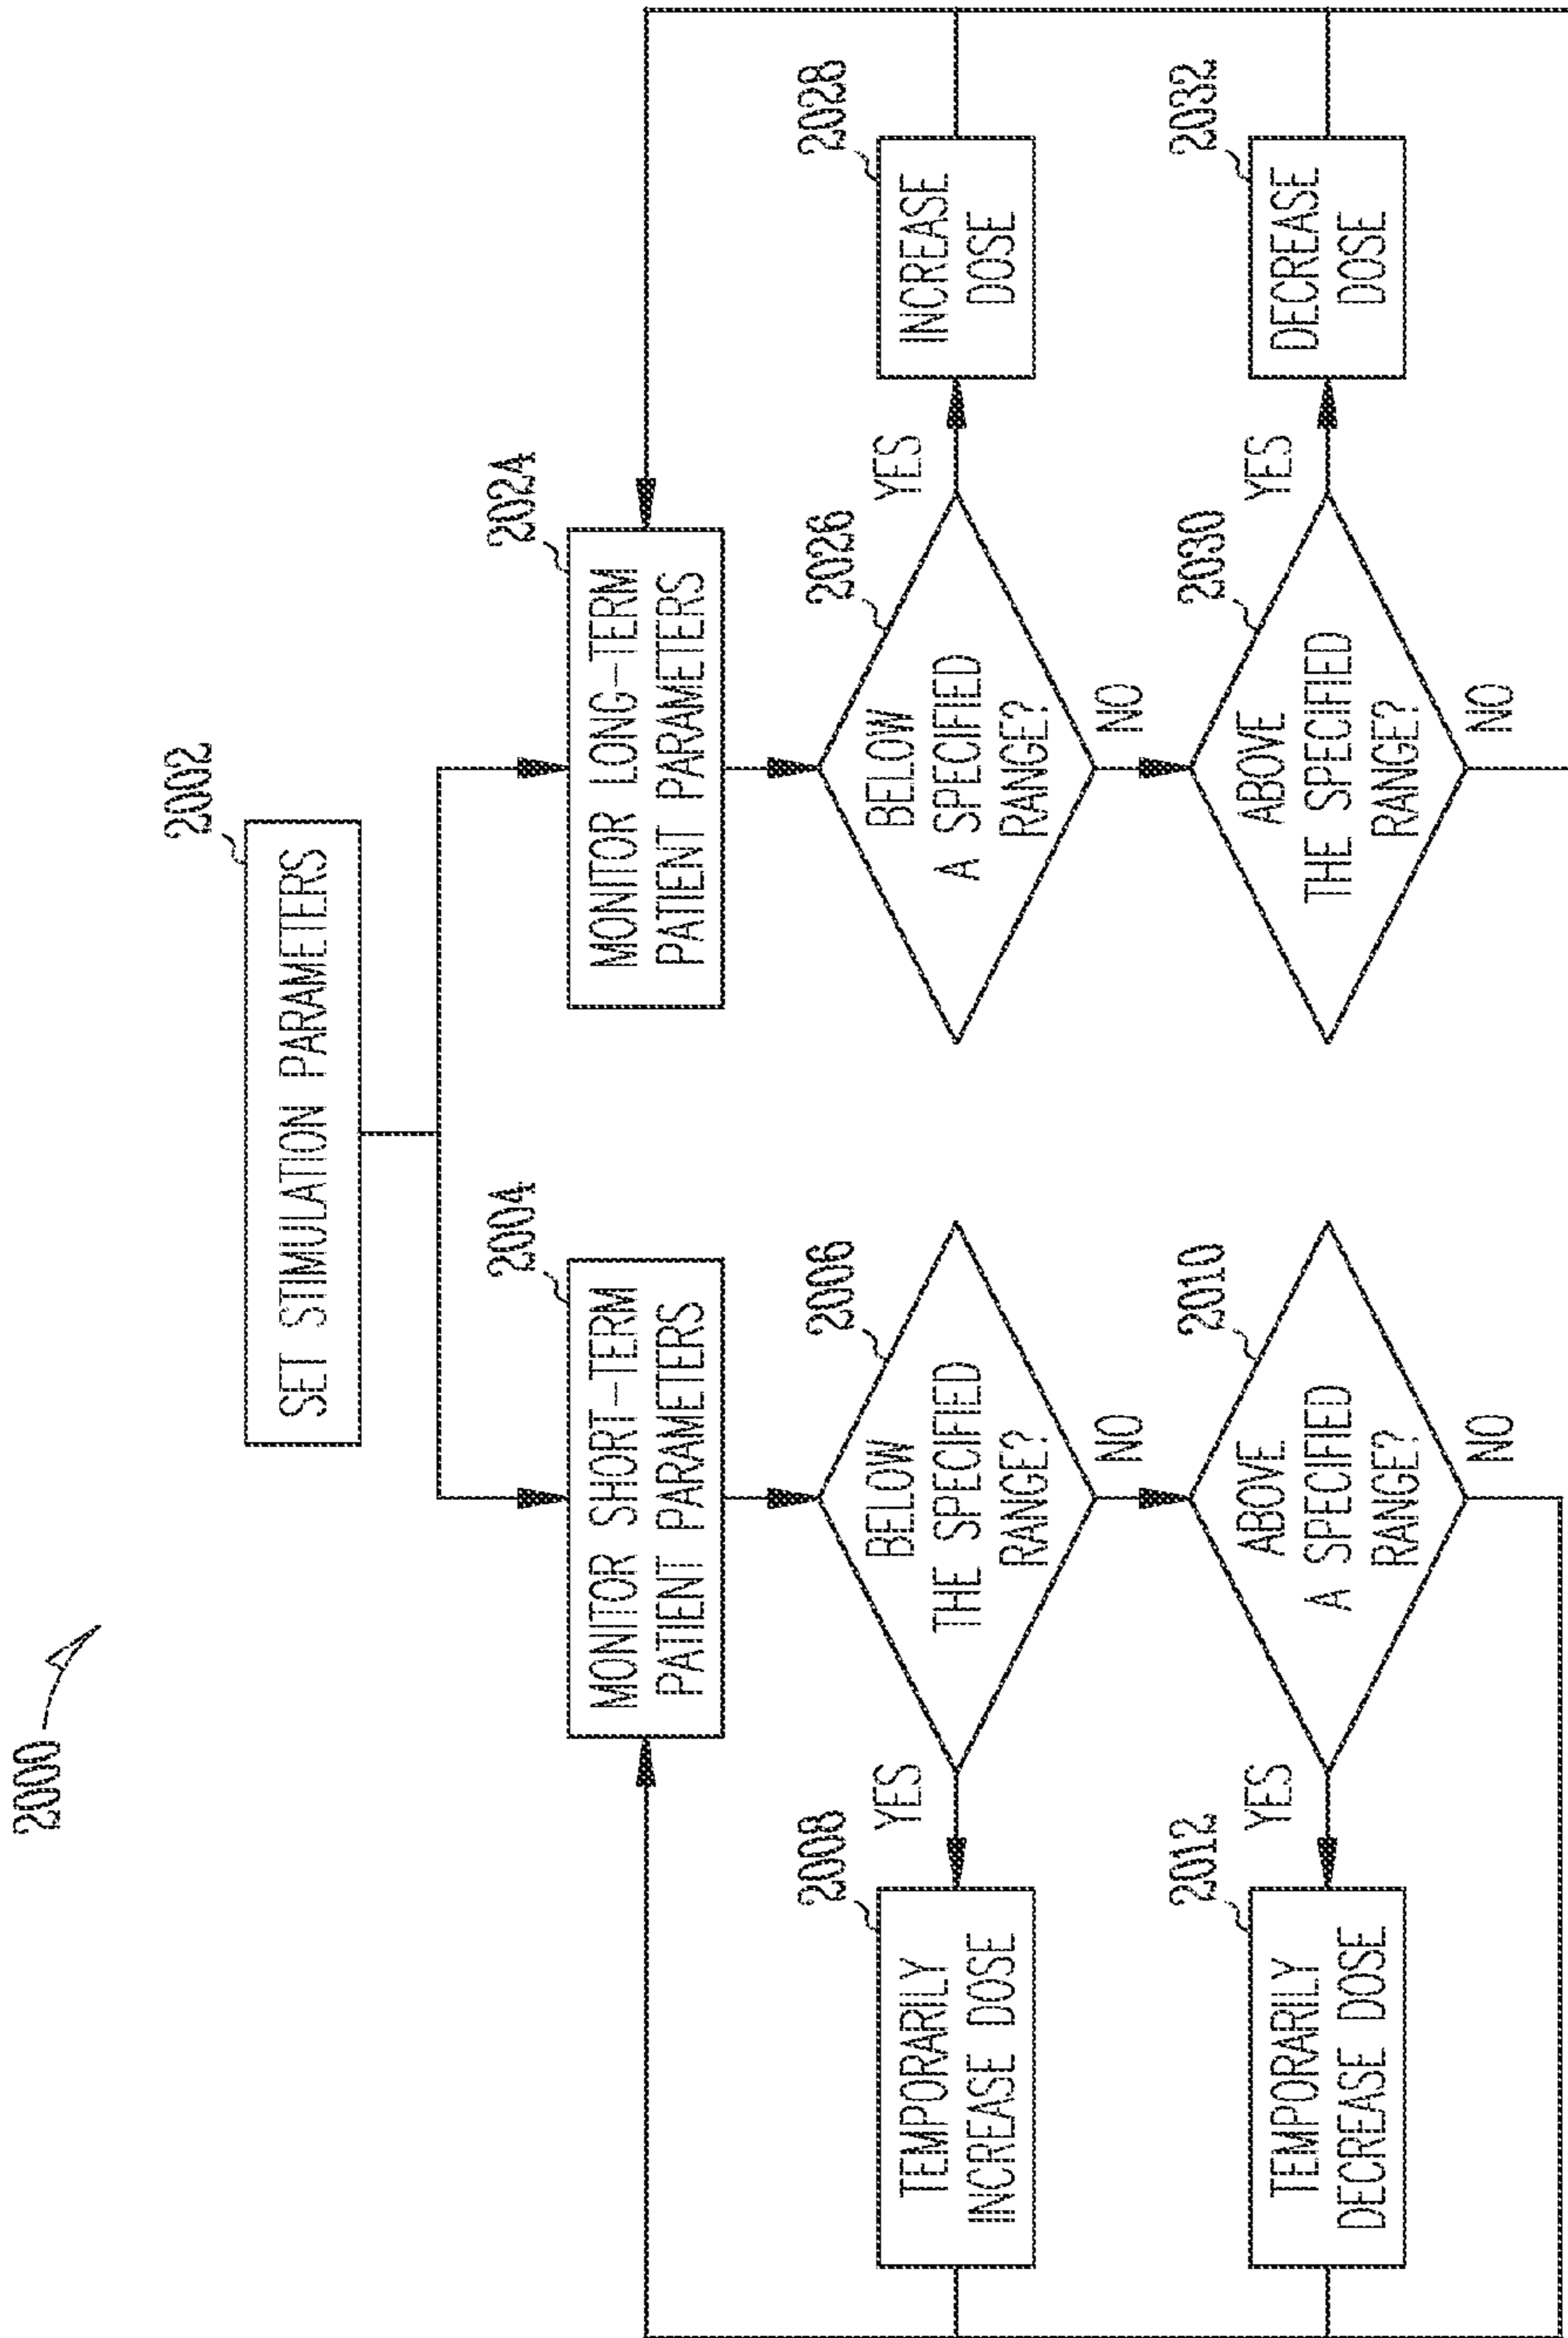 2000
2002
SET STIMULATION PARAMETERS
2004
MONITOR SHORT-TERM
PATIENT PARAMETERS
2006
BELOW
THE SPECIFIED
RANGE?
YES
NO
2008
TEMPORARILY
INCREASE DOSE
2010
ABOVE
A SPECIFIED
RANGE?
YES
NO
2012
TEMPORARILY
DECREASE DOSE
2024
MONITOR LONG-TERM
PATIENT PARAMETERS
2026
BELOW
A SPECIFIED
RANGE?
YES
NO
2028
INCREASE
DOSE
2030
ABOVE
THE SPECIFIED
RANGE?
YES
NO
2032
DECREASE
DOSE